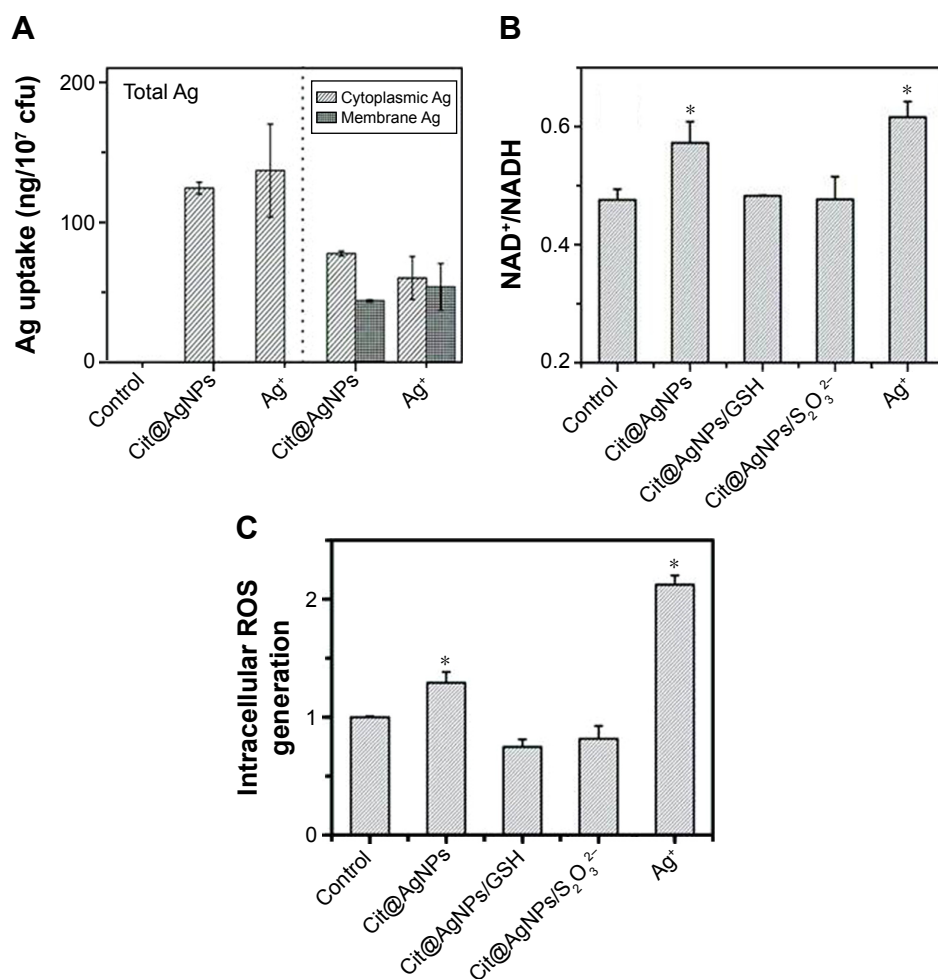 A
Ag uptake (ng/10⁷ cfu)
200
100
0
Total Ag
Cytoplasmic Ag
Membrane Ag
Control
Cit@AgNPs
Ag⁺
Cit@AgNPs
Ag⁺
B
NAD⁺/NADH
0.6
0.4
0.2
*
*
Control
Cit@AgNPs
Cit@AgNPs/GSH
Cit@AgNPs/S₂O₃²⁻
Ag⁺
C
Intracellular ROS
generation
2
1
0
*
*
Control
Cit@AgNPs
Cit@AgNPs/GSH
Cit@AgNPs/S₂O₃²⁻
Ag⁺